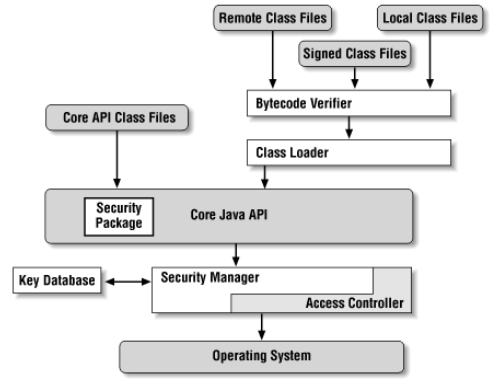 Remote Class Files
Local Class Files
Signed Class Files
Bytecode Verifier
Core API Class Files
Class Loader
Security
Package
Core Java API
Key Database
Security Manager
Access Controller
Operating System